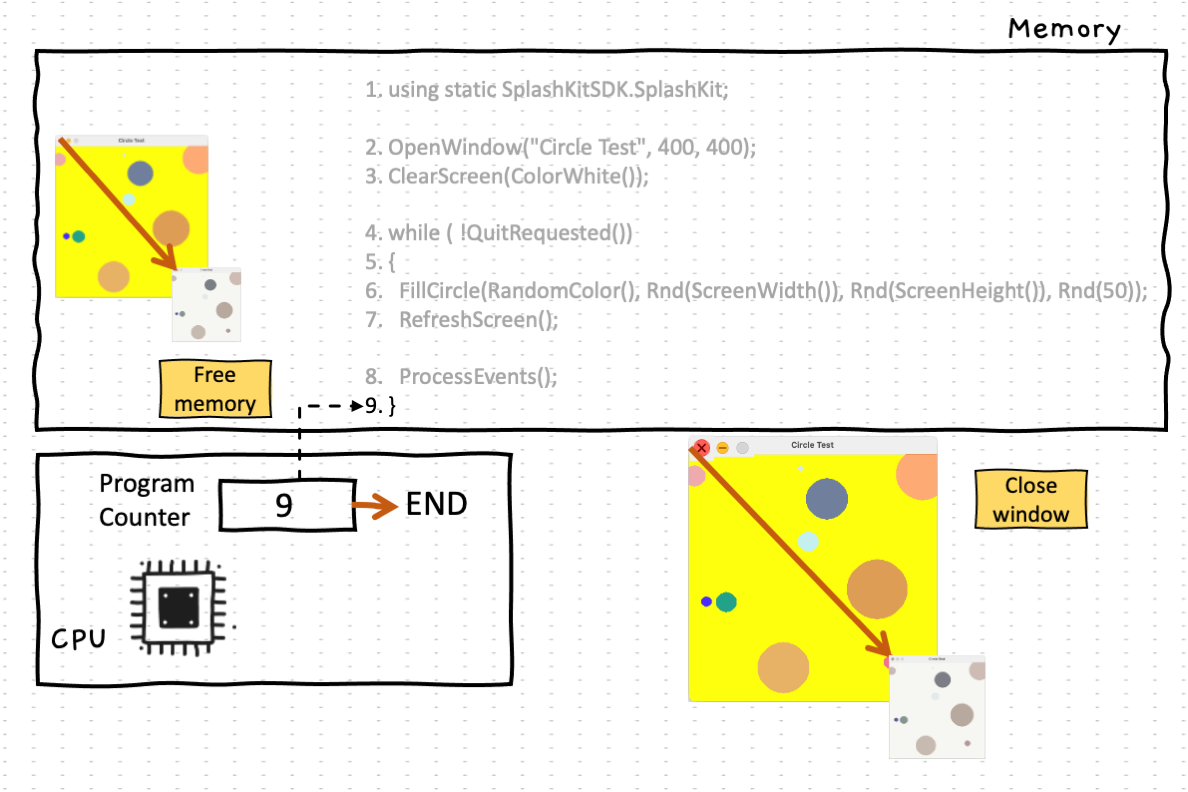 Memory
1. using static SplashKitSDK.SplashKit;
2. OpenWindow("Circle Test", 400, 400);
3. ClearScreen(ColorWhite());
4. while ( !QuitRequested())
5. {
6. FillCircle(RandomColor(), Rnd(ScreenWidth()), Rnd(ScreenHeight()), Rnd(50));
7. RefreshScreen();
8. ProcessEvents();
9. }
Circle Test
Free
memory
Program
Counter
9
END
CPU
Circle Test
Close
window